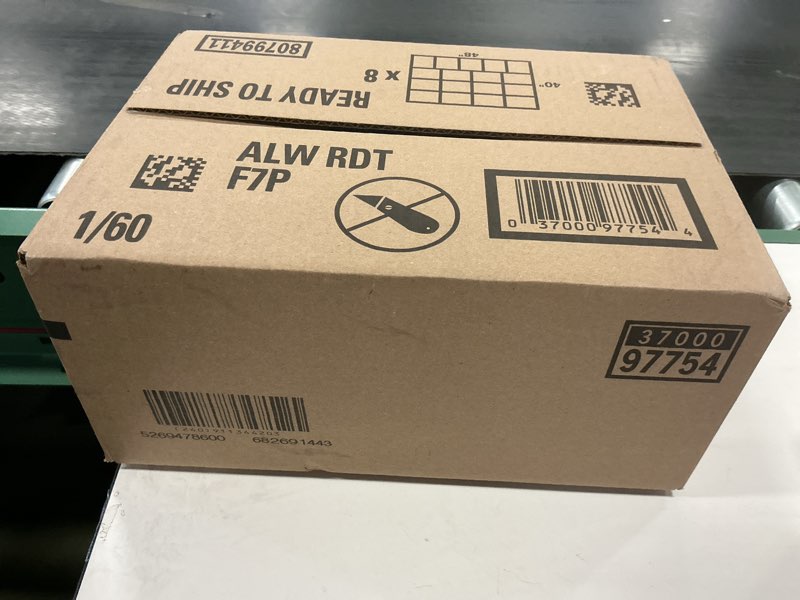 80799411
READY TO SHIP
x 8
48"
40"
ALW RDT
F7P
1/60
0 37000 97754 4
37000
97754
5269478600 6B2691443